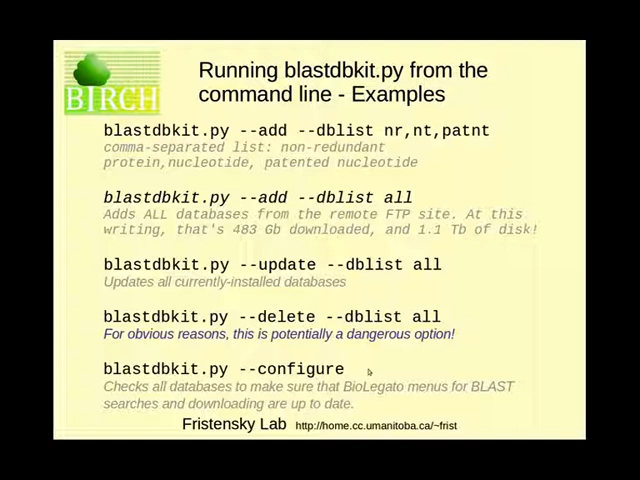 BIRCH
Running blastdbkit.py from the
command line - Examples
blastdbkit.py --add --dblist nr,nt,patnt
comma-separated list: non-redundant
protein,nucleotide, patented nucleotide
blastdbkit.py --add --dblist all
Adds ALL databases from the remote FTP site. At this
writing, that's 483 Gb downloaded, and 1.1 Tb of disk!
blastdbkit.py --update --dblist all
Updates all currently-installed databases
blastdbkit.py --delete --dblist all
For obvious reasons, this is potentially a dangerous option!
blastdbkit.py --configure
Checks all databases to make sure that BioLegato menus for BLAST
searches and downloading are up to date.
Fristensky Lab http://home.cc.umanitoba.ca/~frist